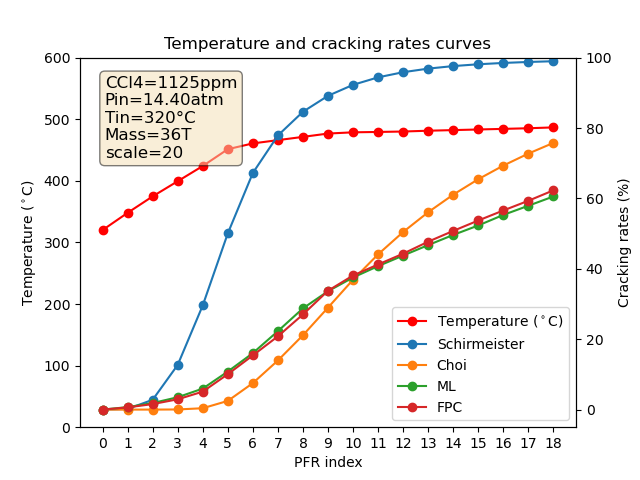 Temperature and cracking rates curves
CCl4=1125ppm
Pin=14.40atm
Tin=320°C
Mass=36T
scale=20
600
500
400
300
200
100
0
Temperature (°C)
100
80
60
40
20
0
Cracking rates (%)
Temperature (°C)
Schirmeister
Choi
ML
FPC
0 1 2 3 4 5 6 7 8 9 10 11 12 13 14 15 16 17 18
PFR index